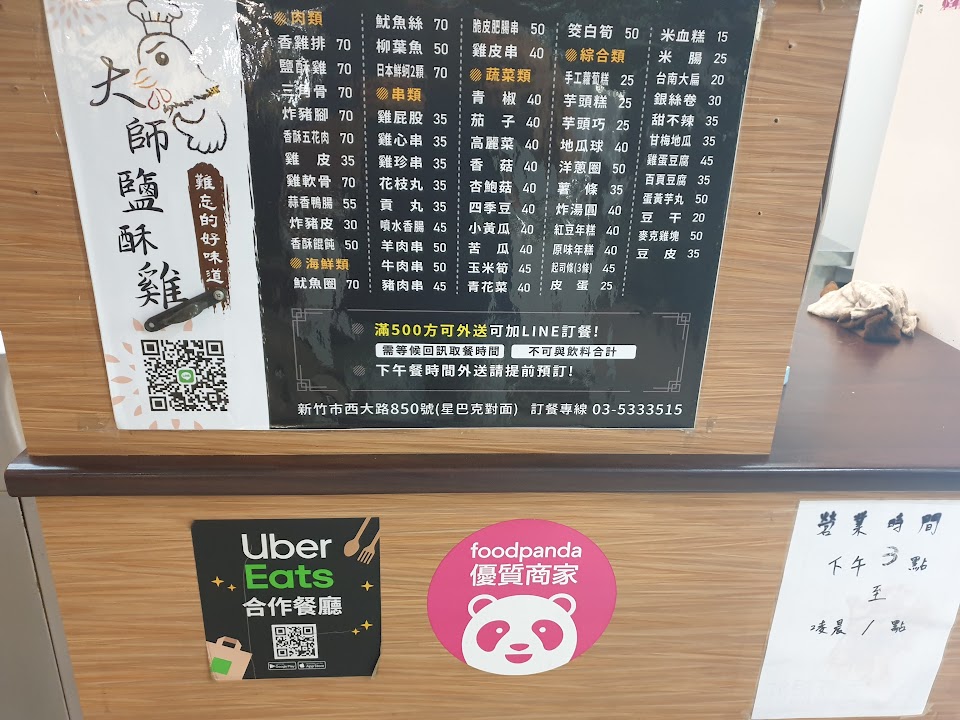 大師鹽酥雞
難忘的好味道
肉類
香雞排 70
鹽酥雞 70
三角骨 70
炸豬腳 70
香酥五花肉 70
雞皮 35
雞軟骨 70
蒜香鴨腸 55
炸豬皮 30
香酥餛飩 50
海鮮類
魷魚圈 70
魷魚絲 70
柳葉魚 50
日本鮮蚵2顆 70
串類
雞屁股 35
雞心串 35
雞珍串 35
花枝丸 35
貢丸 35
噴水香腸 45
羊肉串 50
牛肉串 50
豬肉串 45
脆皮肥腸串 50
雞皮串 40
蔬菜類
青椒 40
茄子 40
高麗菜 40
香菇 40
杏鮑菇 40
四季豆 40
小黃瓜 40
苦瓜 40
玉米筍 45
青花菜 40
筊白筍 50
綜合類
手工蘿蔔糕 25
芋頭糕 25
芋頭巧 25
地瓜球 40
洋蔥圈 50
薯條 35
炸湯圓 40
紅豆年糕 40
原味年糕 40
起司條(3條) 45
皮蛋 25
米血糕 15
米腸 25
台南大扁 20
銀絲卷 30
甜不辣 35
甘梅地瓜 35
雞蛋豆腐 45
百頁豆腐 35
蛋黃芋丸 50
豆干 20
麥克雞塊 50
豆皮 35
滿500方可外送可加LINE訂餐!
需等候回訊取餐時間 不可與飲料合計
下午餐時間外送請提前預訂!
新竹市西大路850號(星巴克對面) 訂餐專線 03-5333515
Uber
Eats
合作餐廳
Google Play App Store
foodpanda
優質商家
營業時間
下午3點
至
凌晨1點